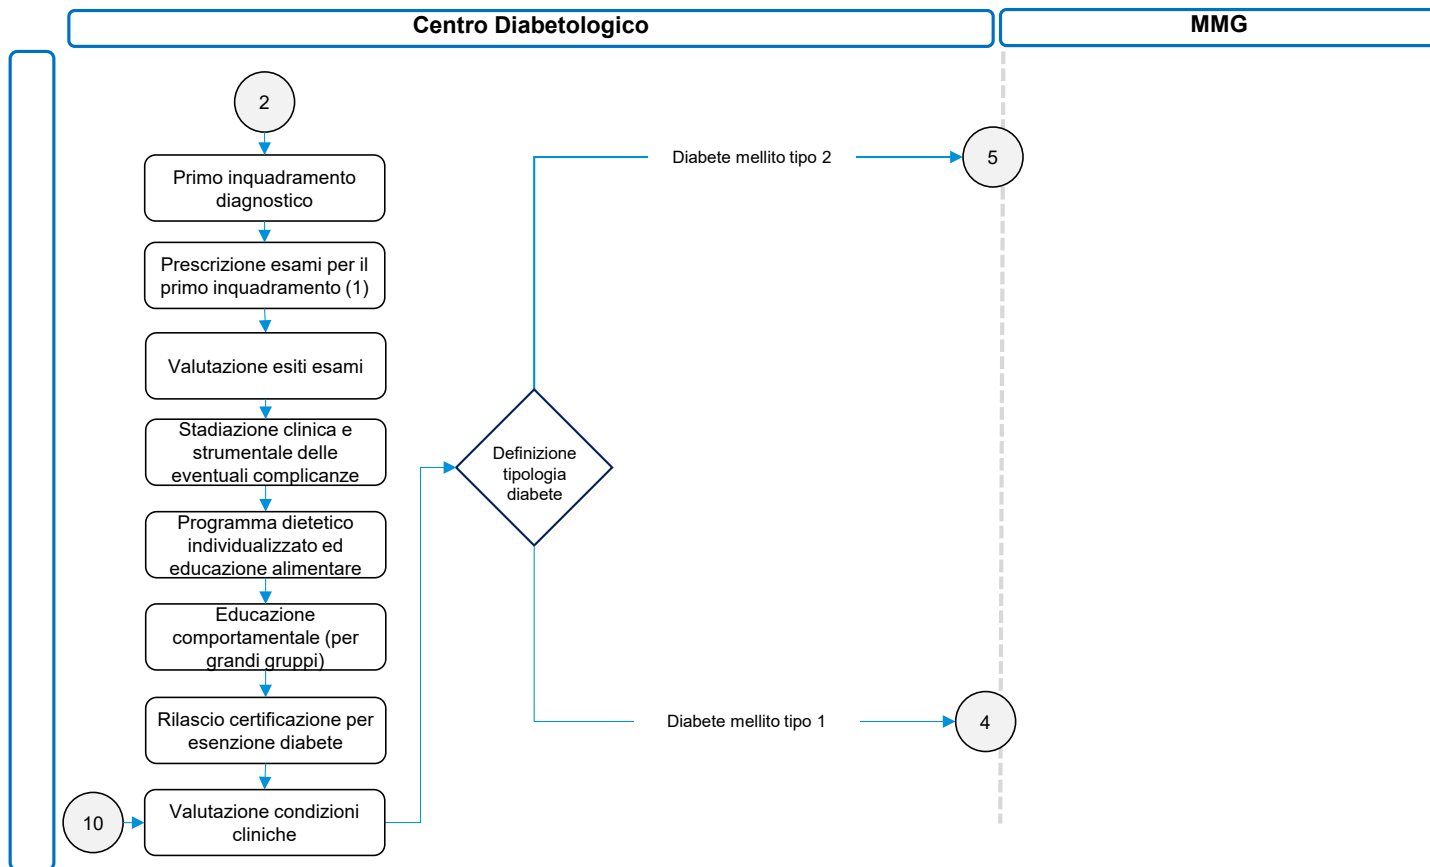 Centro Diabetologico
MMG
2
Primo inquadramento
diagnostico
Prescrizione esami per il
primo inquadramento (1)
Valutazione esiti esami
Stadiazione clinica e
strumentale delle
eventuali complicanze
Programma dietetico
individualizzato ed
educazione alimentare
Educazione
comportamentale (per
grandi gruppi)
Rilascio certificazione per
esenzione diabete
10
Valutazione condizioni
cliniche
Definizione
tipologia
diabete
Diabete mellito tipo 2
5
Diabete mellito tipo 1
4